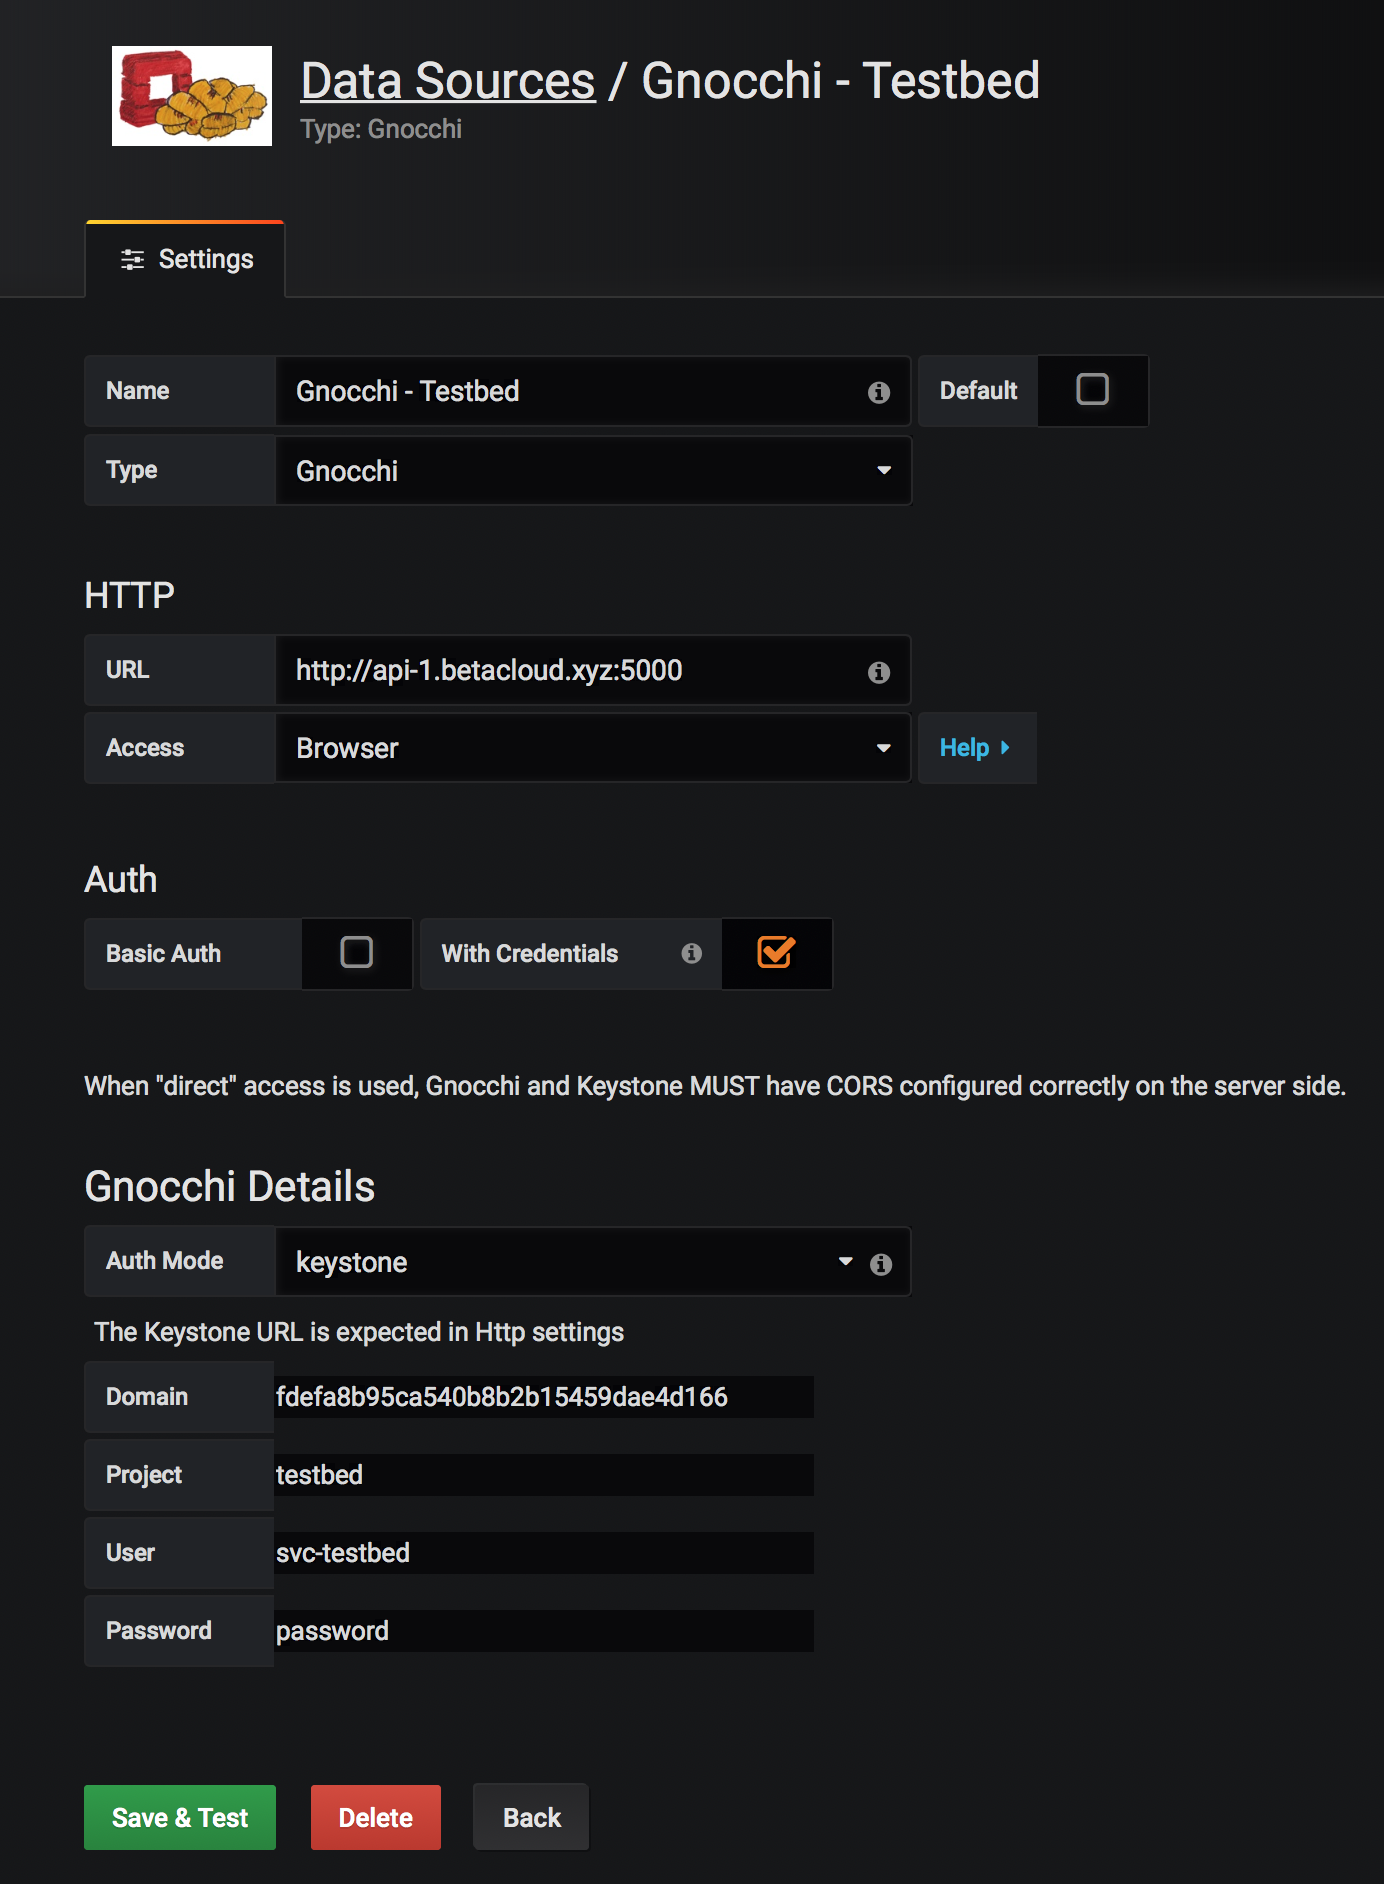 Data Sources / Gnocchi - Testbed
Type: Gnocchi
Settings
Name Gnocchi - Testbed Default
Type Gnocchi
HTTP
URL http://api-1.betacloud.xyz:5000
Access Browser Help
Auth
Basic Auth With Credentials
When "direct" access is used, Gnocchi and Keystone MUST have CORS configured correctly on the server side.
Gnocchi Details
Auth Mode keystone
The Keystone URL is expected in Http settings
Domain fdefa8b95ca540b8b2b15459dae4d166
Project testbed
User svc-testbed
Password password
Save & Test Delete Back